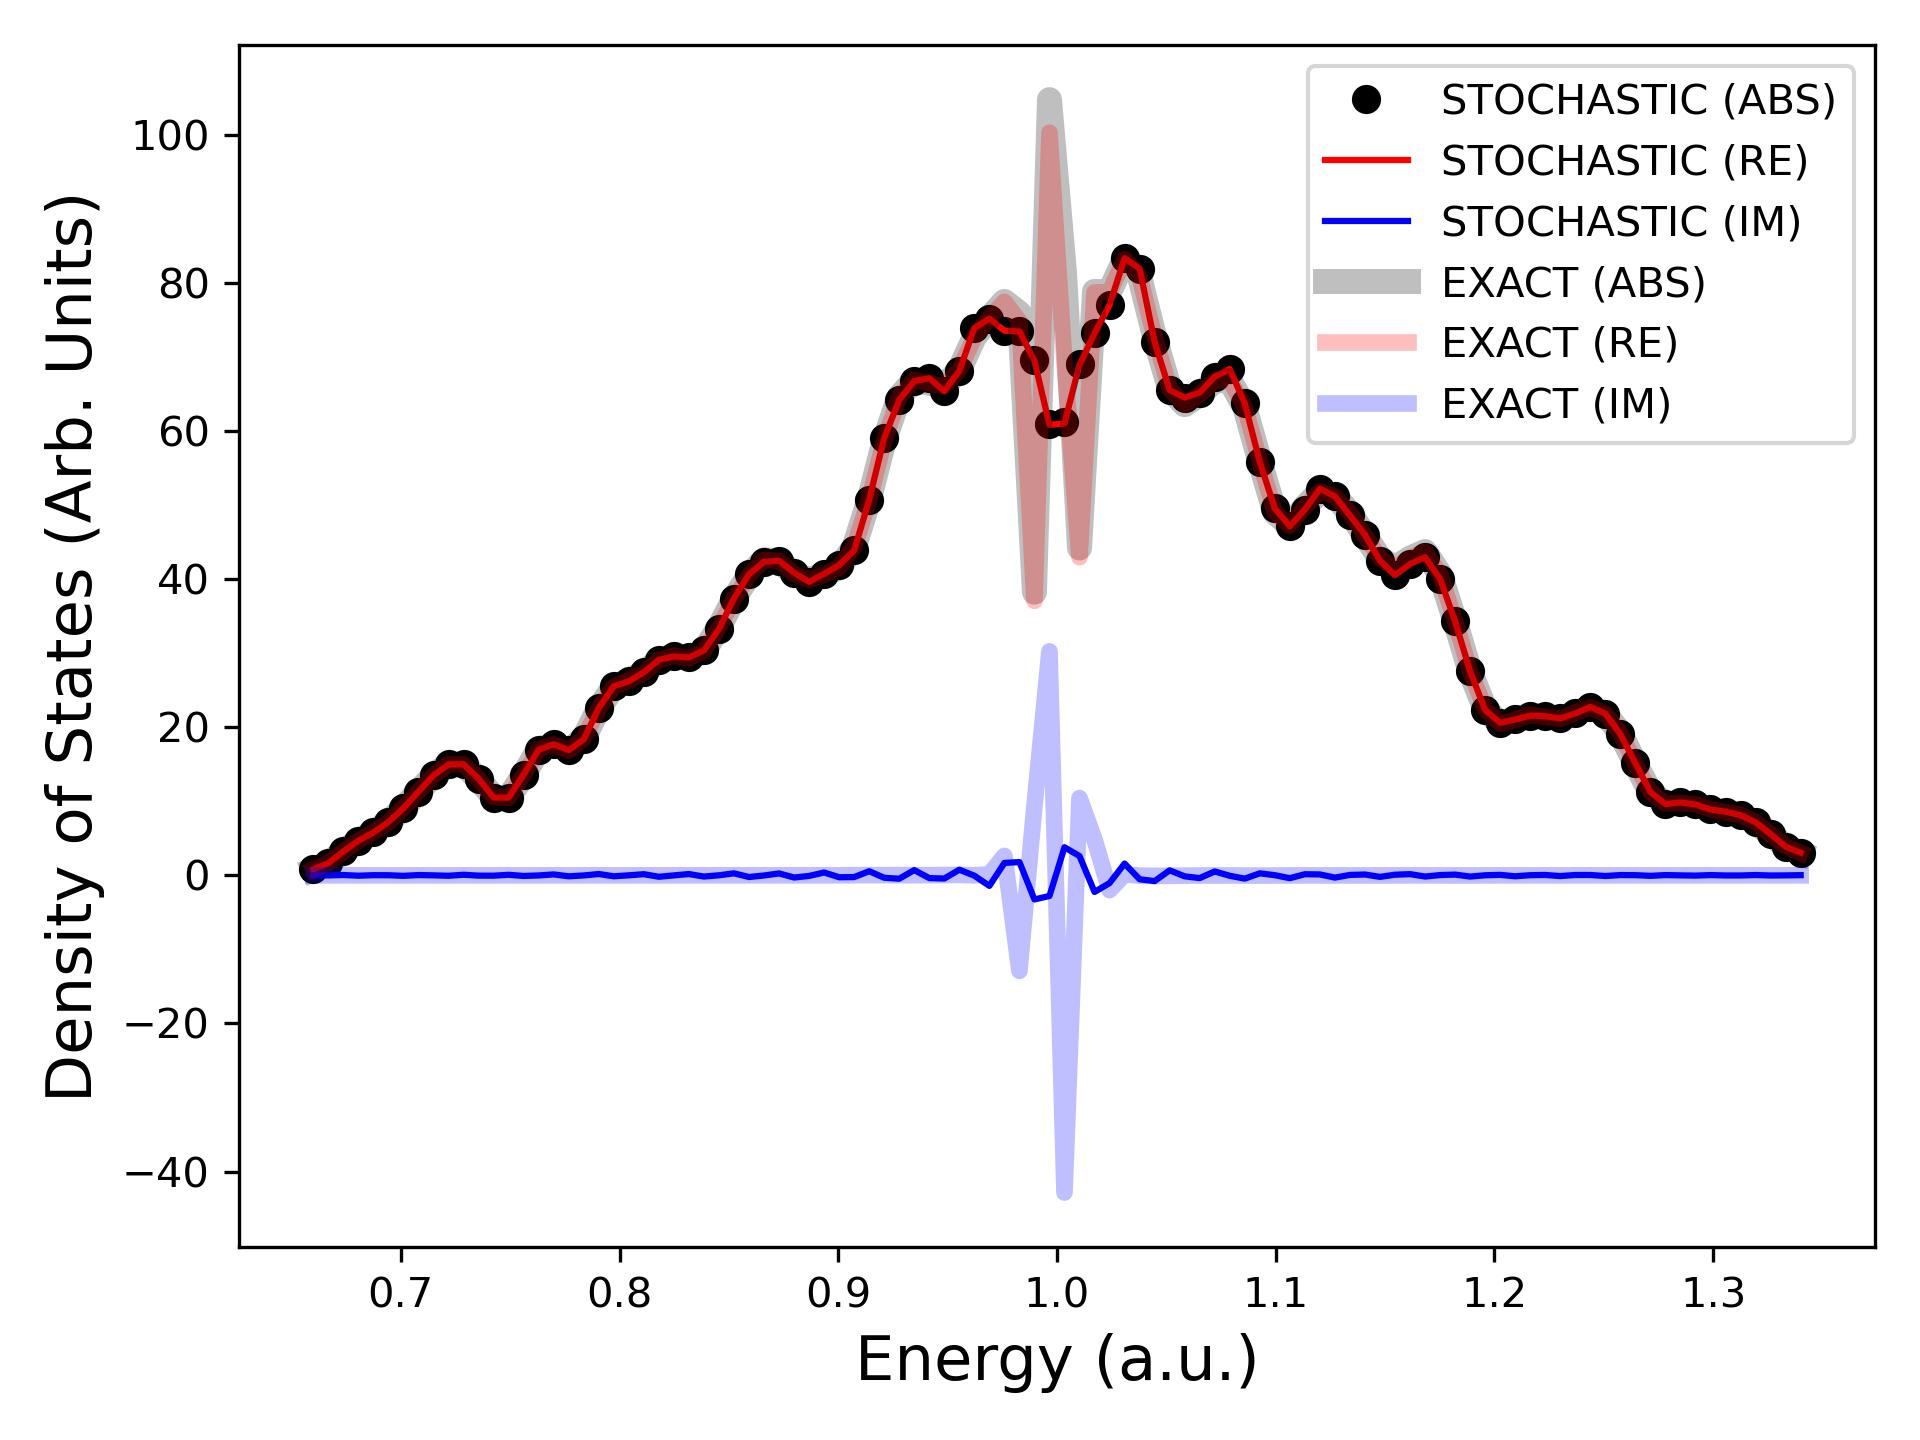 Density of States (Arb. Units)
100
80
60
40
20
0
−20
−40
STOCHASTIC (ABS)
STOCHASTIC (RE)
STOCHASTIC (IM)
EXACT (ABS)
EXACT (RE)
EXACT (IM)
0.7 0.8 0.9 1.0 1.1 1.2 1.3
Energy (a.u.)